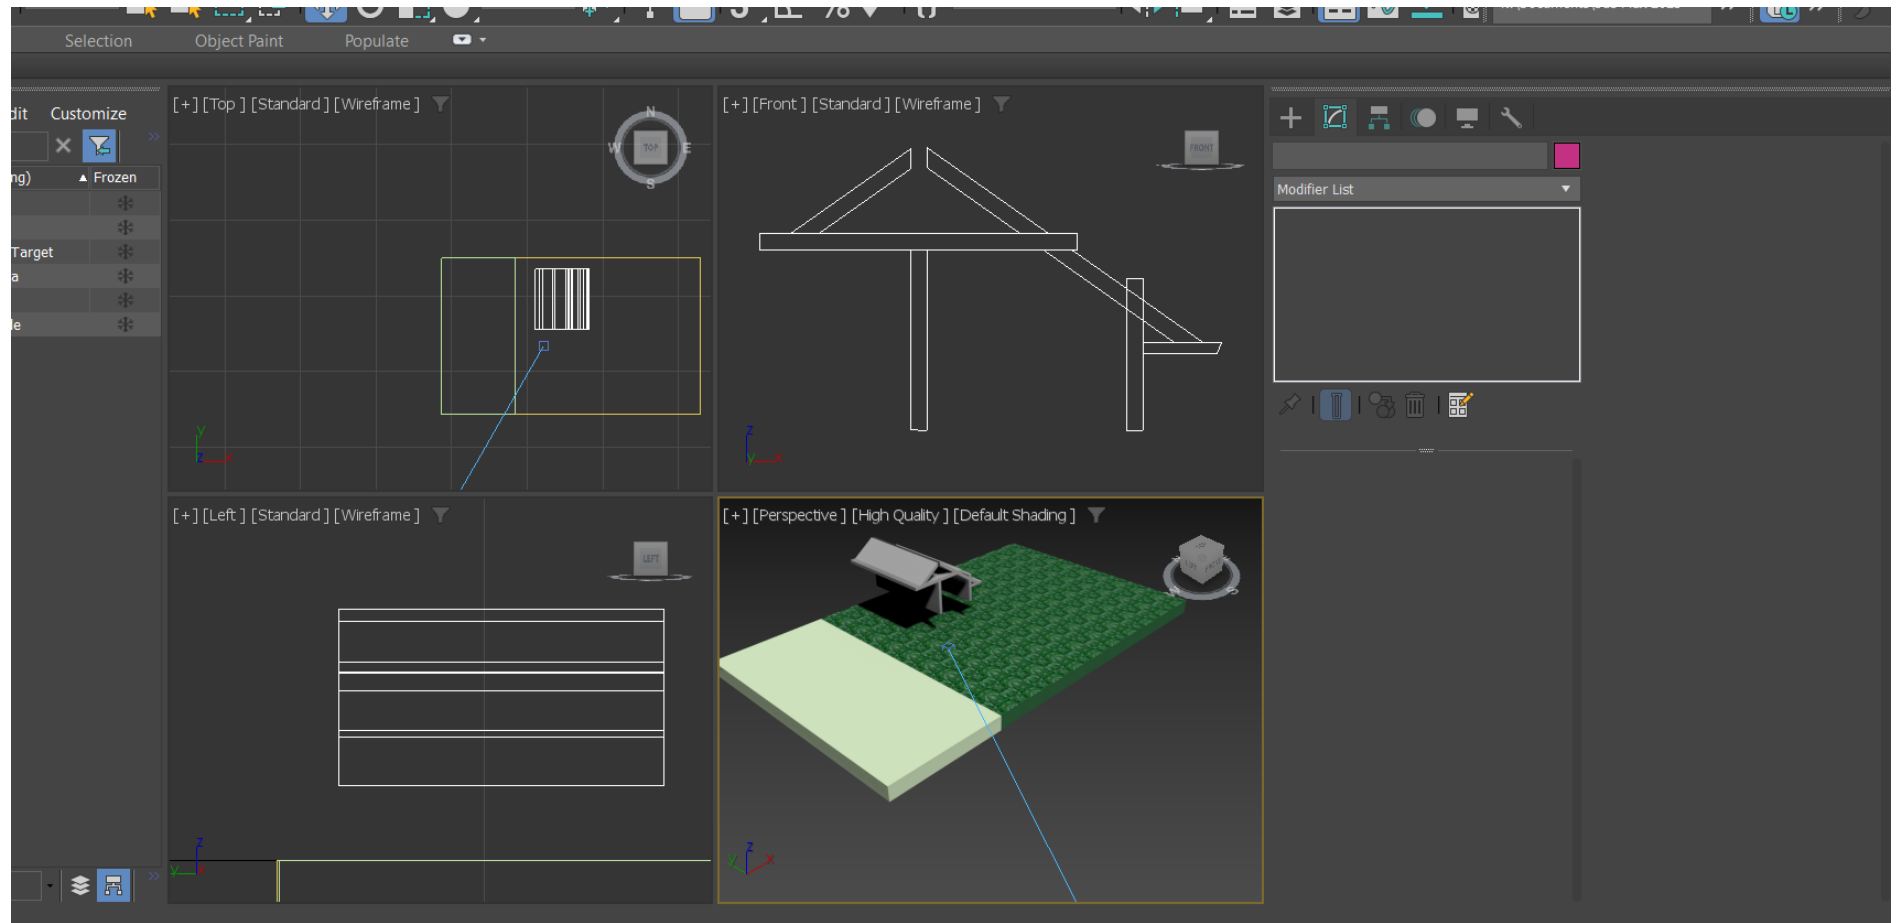 Selection Object Paint Populate
dit Customize
ng) Frozen
Target
a
le
[+] [Top ] [Standard ] [Wireframe ]
N
W TOP E
S
y
z x
[+] [Front ] [Standard ] [Wireframe ]
FRONT
z
y x
[+] [Left ] [Standard ] [Wireframe ]
LEFT
z
y x
[+] [Perspective ] [High Quality ] [Default Shading ]
S
z
y x
Modifier List